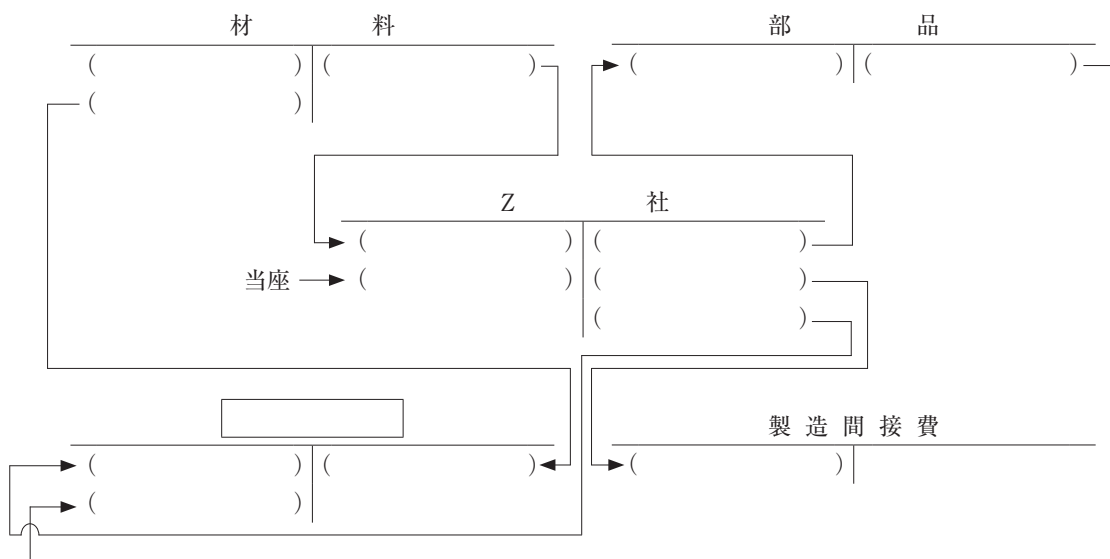 材　　　料　　　部　　　品
(　　　) (　　　)　　　(　　　) (　　　)
(　　　)
Z　　　社
(　　　) (　　　)
当座 (　　　) (　　　)
(　　　)
製 造 間 接 費
(　　　) (　　　)　　　(　　　)
(　　　)